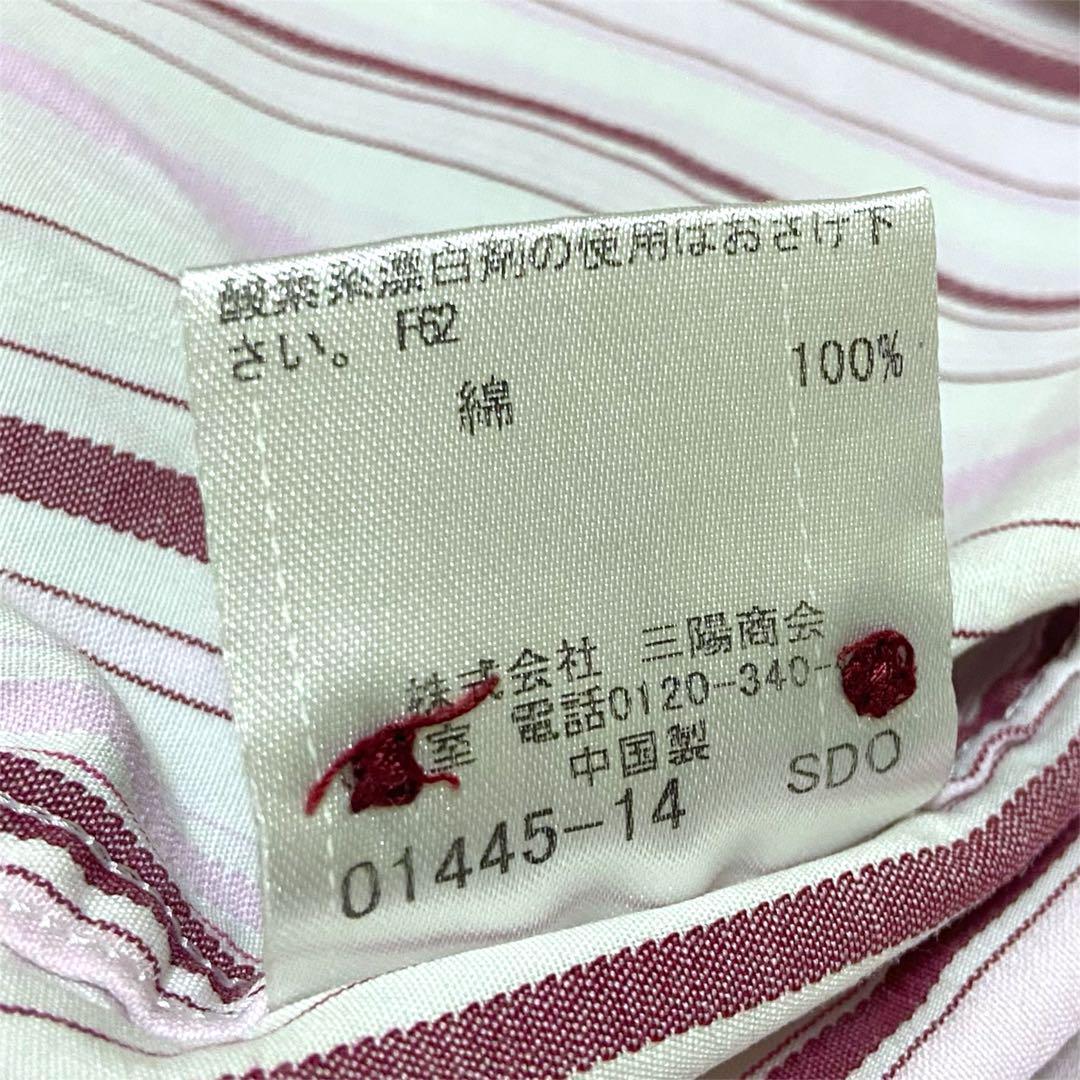 酸素系漂白剤の使用はおさけ下
さい。 F62
綿 100%
株式会社 三陽商会
室 電話0120-340-
中国製
01445-14 SDO